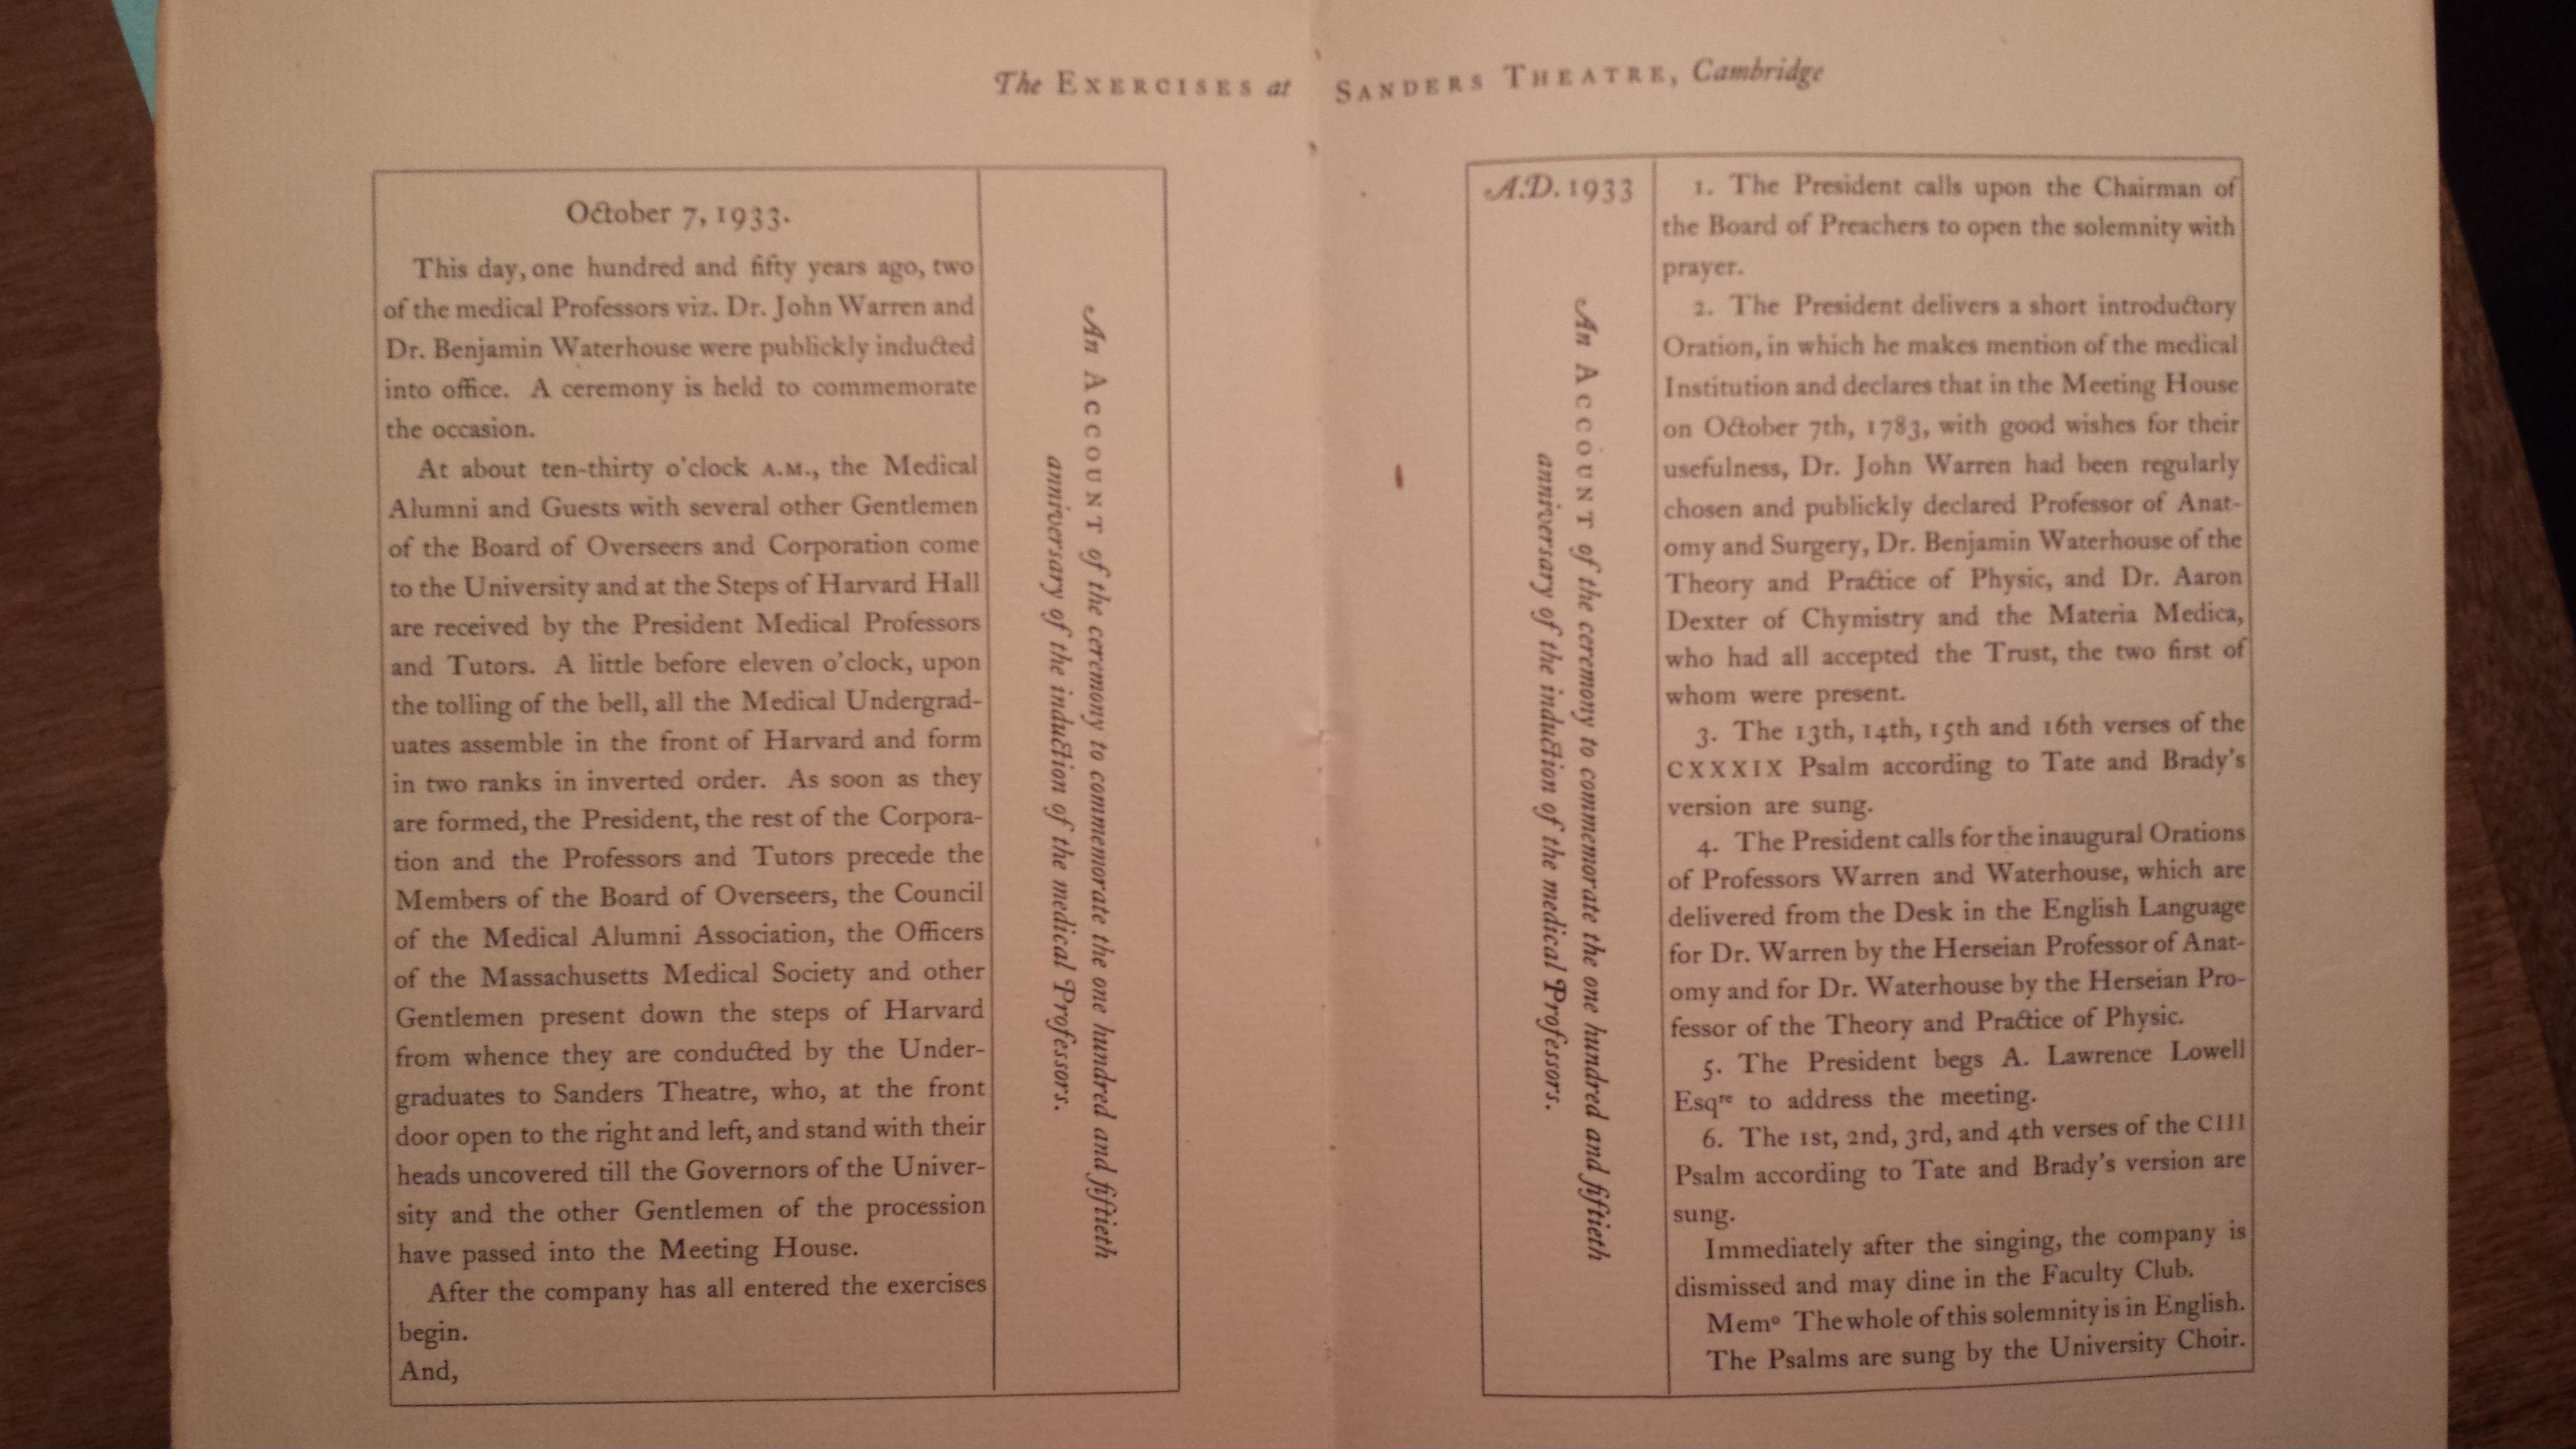 The EXERCISES at SANDERS THEATRE, Cambridge
October 7, 1933.
This day, one hundred and fifty years ago, two
of the medical Professors viz. Dr. John Warren and
Dr. Benjamin Waterhouse were publickly inducted
into office. A ceremony is held to commemorate
the occasion.
At about ten-thirty o'clock A.M., the Medical
Alumni and Guests with several other Gentlemen
of the Board of Overseers and Corporation come
to the University and at the Steps of Harvard Hall
are received by the President Medical Professors
and Tutors. A little before eleven o'clock, upon
the tolling of the bell, all the Medical Undergrad-
uates assemble in the front of Harvard and form
in two ranks in inverted order. As soon as they
are formed, the President, the rest of the Corpora-
tion and the Professors and Tutors precede the
Members of the Board of Overseers, the Council
of the Medical Alumni Association, the Officers
of the Massachusetts Medical Society and other
Gentlemen present down the steps of Harvard
from whence they are conducted by the Under-
graduates to Sanders Theatre, who, at the front
door open to the right and left, and stand with their
heads uncovered till the Governors of the Univer-
sity and the other Gentlemen of the procession
have passed into the Meeting House.
After the company has all entered the exercises
begin.
And,
An ACCOUNT of the ceremony to commemorate the one hundred and fiftieth
anniversary of the induction of the medical Professors.
A.D. 1933
An ACCOUNT of the ceremony to commemorate the one hundred and fiftieth
anniversary of the induction of the medical Professors.
1. The President calls upon the Chairman of
the Board of Preachers to open the solemnity with
prayer.
2. The President delivers a short introductory
Oration, in which he makes mention of the medical
Institution and declares that in the Meeting House
on October 7th, 1783, with good wishes for their
usefulness, Dr. John Warren had been regularly
chosen and publickly declared Professor of Anat-
omy and Surgery, Dr. Benjamin Waterhouse of the
Theory and Practice of Physic, and Dr. Aaron
Dexter of Chymistry and the Materia Medica,
who had all accepted the Trust, the two first of
whom were present.
3. The 13th, 14th, 15th and 16th verses of the
CXXXIX Psalm according to Tate and Brady's
version are sung.
4. The President calls for the inaugural Orations
of Professors Warren and Waterhouse, which are
delivered from the Desk in the English Language
for Dr. Warren by the Herseian Professor of Anat-
omy and for Dr. Waterhouse by the Herseian Pro-
fessor of the Theory and Practice of Physic.
5. The President begs A. Lawrence Lowell
Esqre to address the meeting.
6. The 1st, 2nd, 3rd, and 4th verses of the CIII
Psalm according to Tate and Brady's version are
sung.
Immediately after the singing, the company is
dismissed and may dine in the Faculty Club.
Memo The whole of this solemnity is in English.
The Psalms are sung by the University Choir.